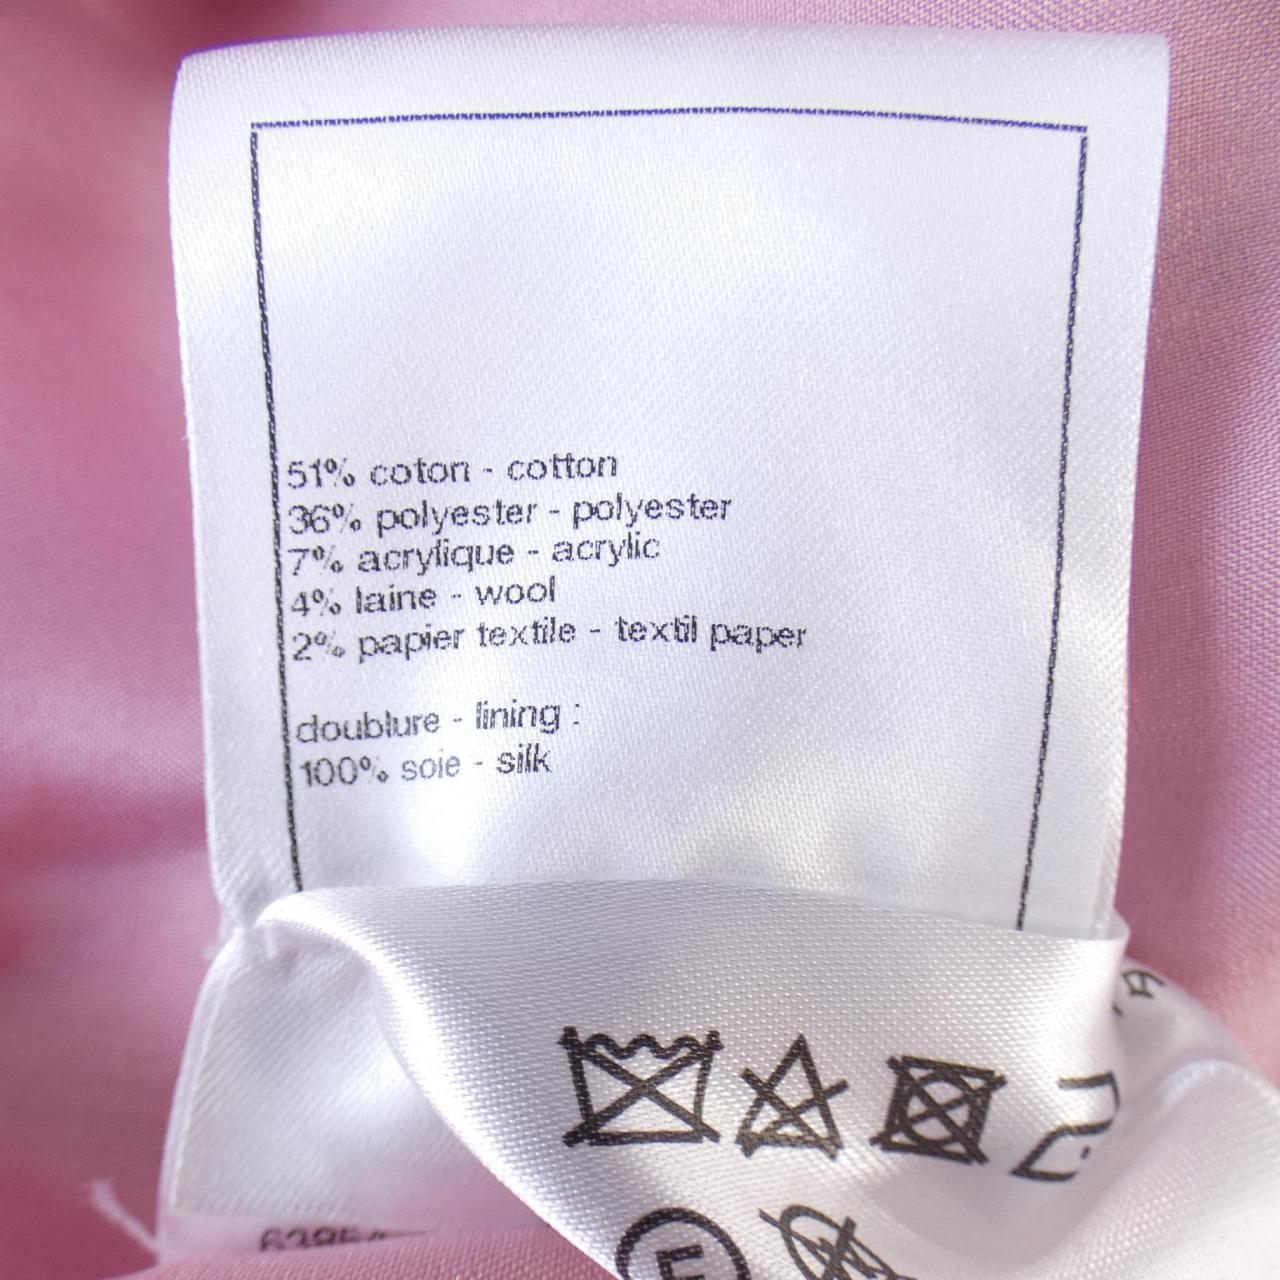 51% coton - cotton
36% polyester - polyester
7% acrylique - acrylic
4% laine - wool
2% papier textile - textil paper
doublure - lining :
100% soie - silk